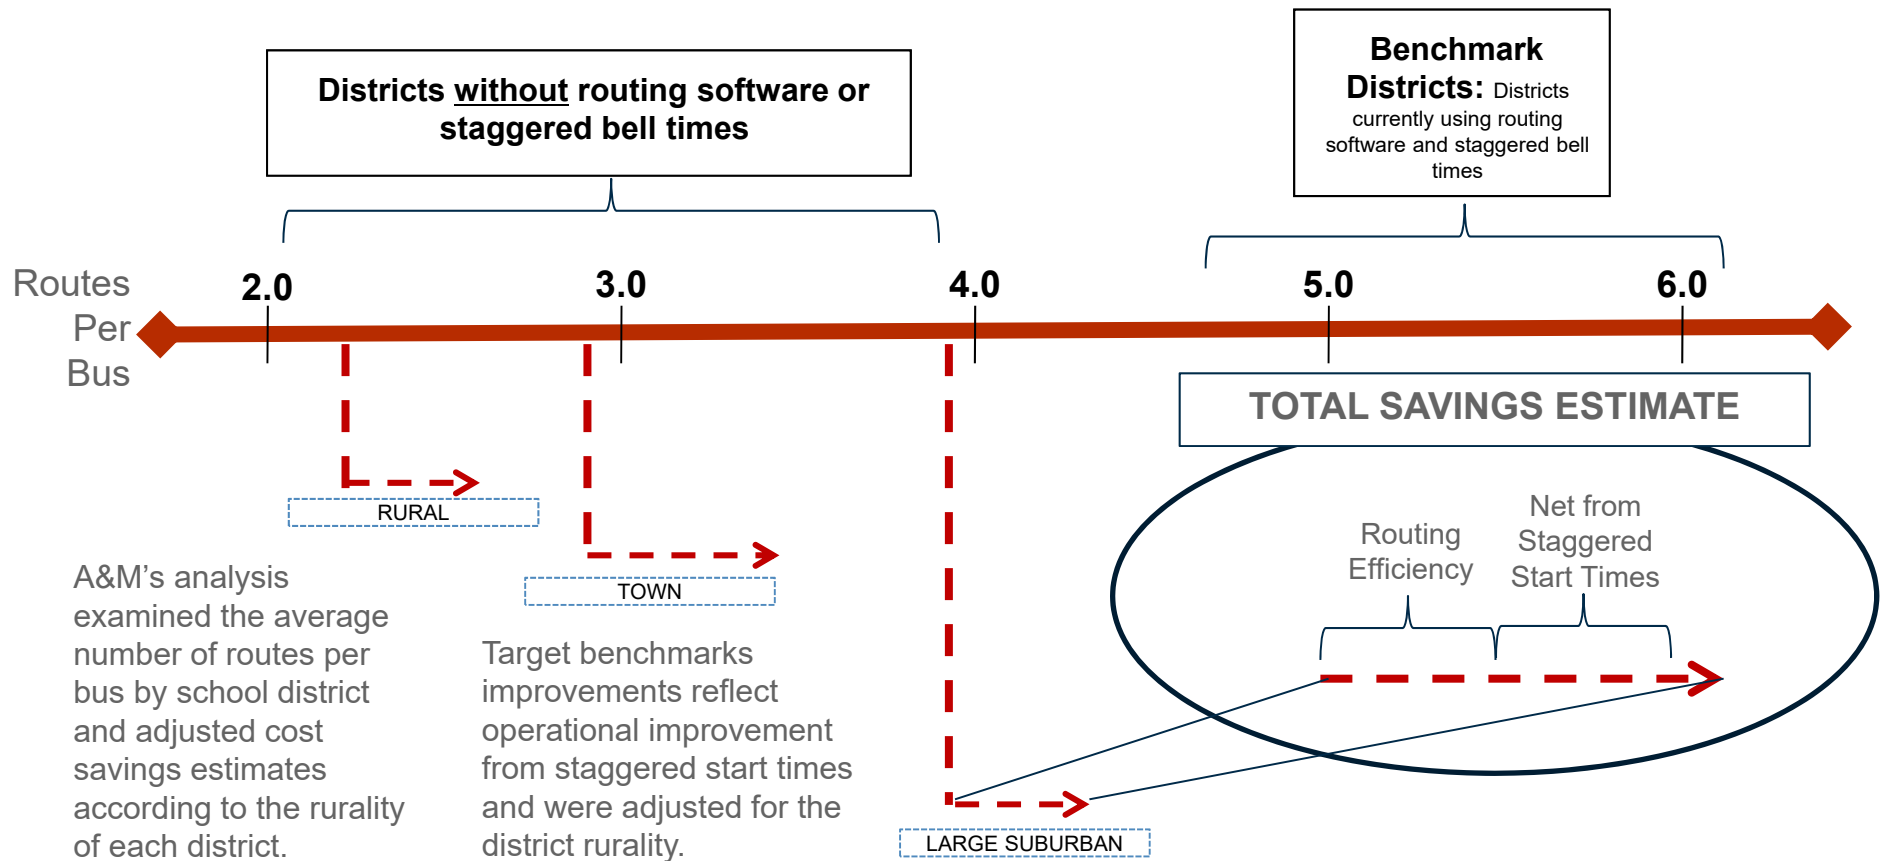 Districts without routing software or
staggered bell times
Benchmark
Districts: Districts
currently using routing
software and staggered bell
times
Routes
Per
Bus
2.0
3.0
4.0
5.0
6.0
TOTAL SAVINGS ESTIMATE
RURAL
TOWN
LARGE SUBURBAN
Routing
Efficiency
Net from
Staggered
Start Times
A&M's analysis
examined the average
number of routes per
bus by school district
and adjusted cost
savings estimates
according to the rurality
of each district.
Target benchmarks
improvements reflect
operational improvement
from staggered start times
and were adjusted for the
district rurality.